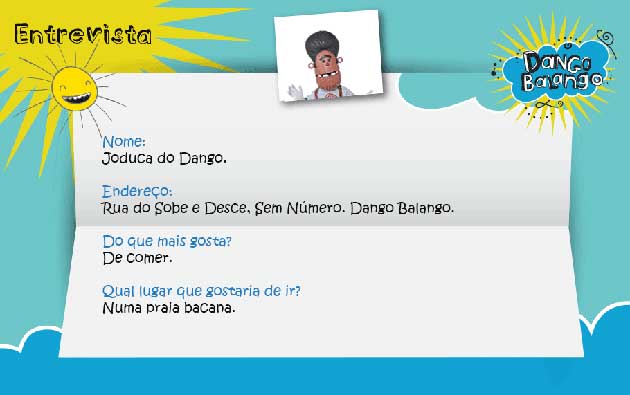 Entrevista
Dango
Balango
Nome:
Joduca do Dango.
Endereço:
Rua do Sobe e Desce, Sem Número. Dango Balango.
Do que mais gosta?
De comer.
Qual lugar que gostaria de ir?
Numa praia bacana.